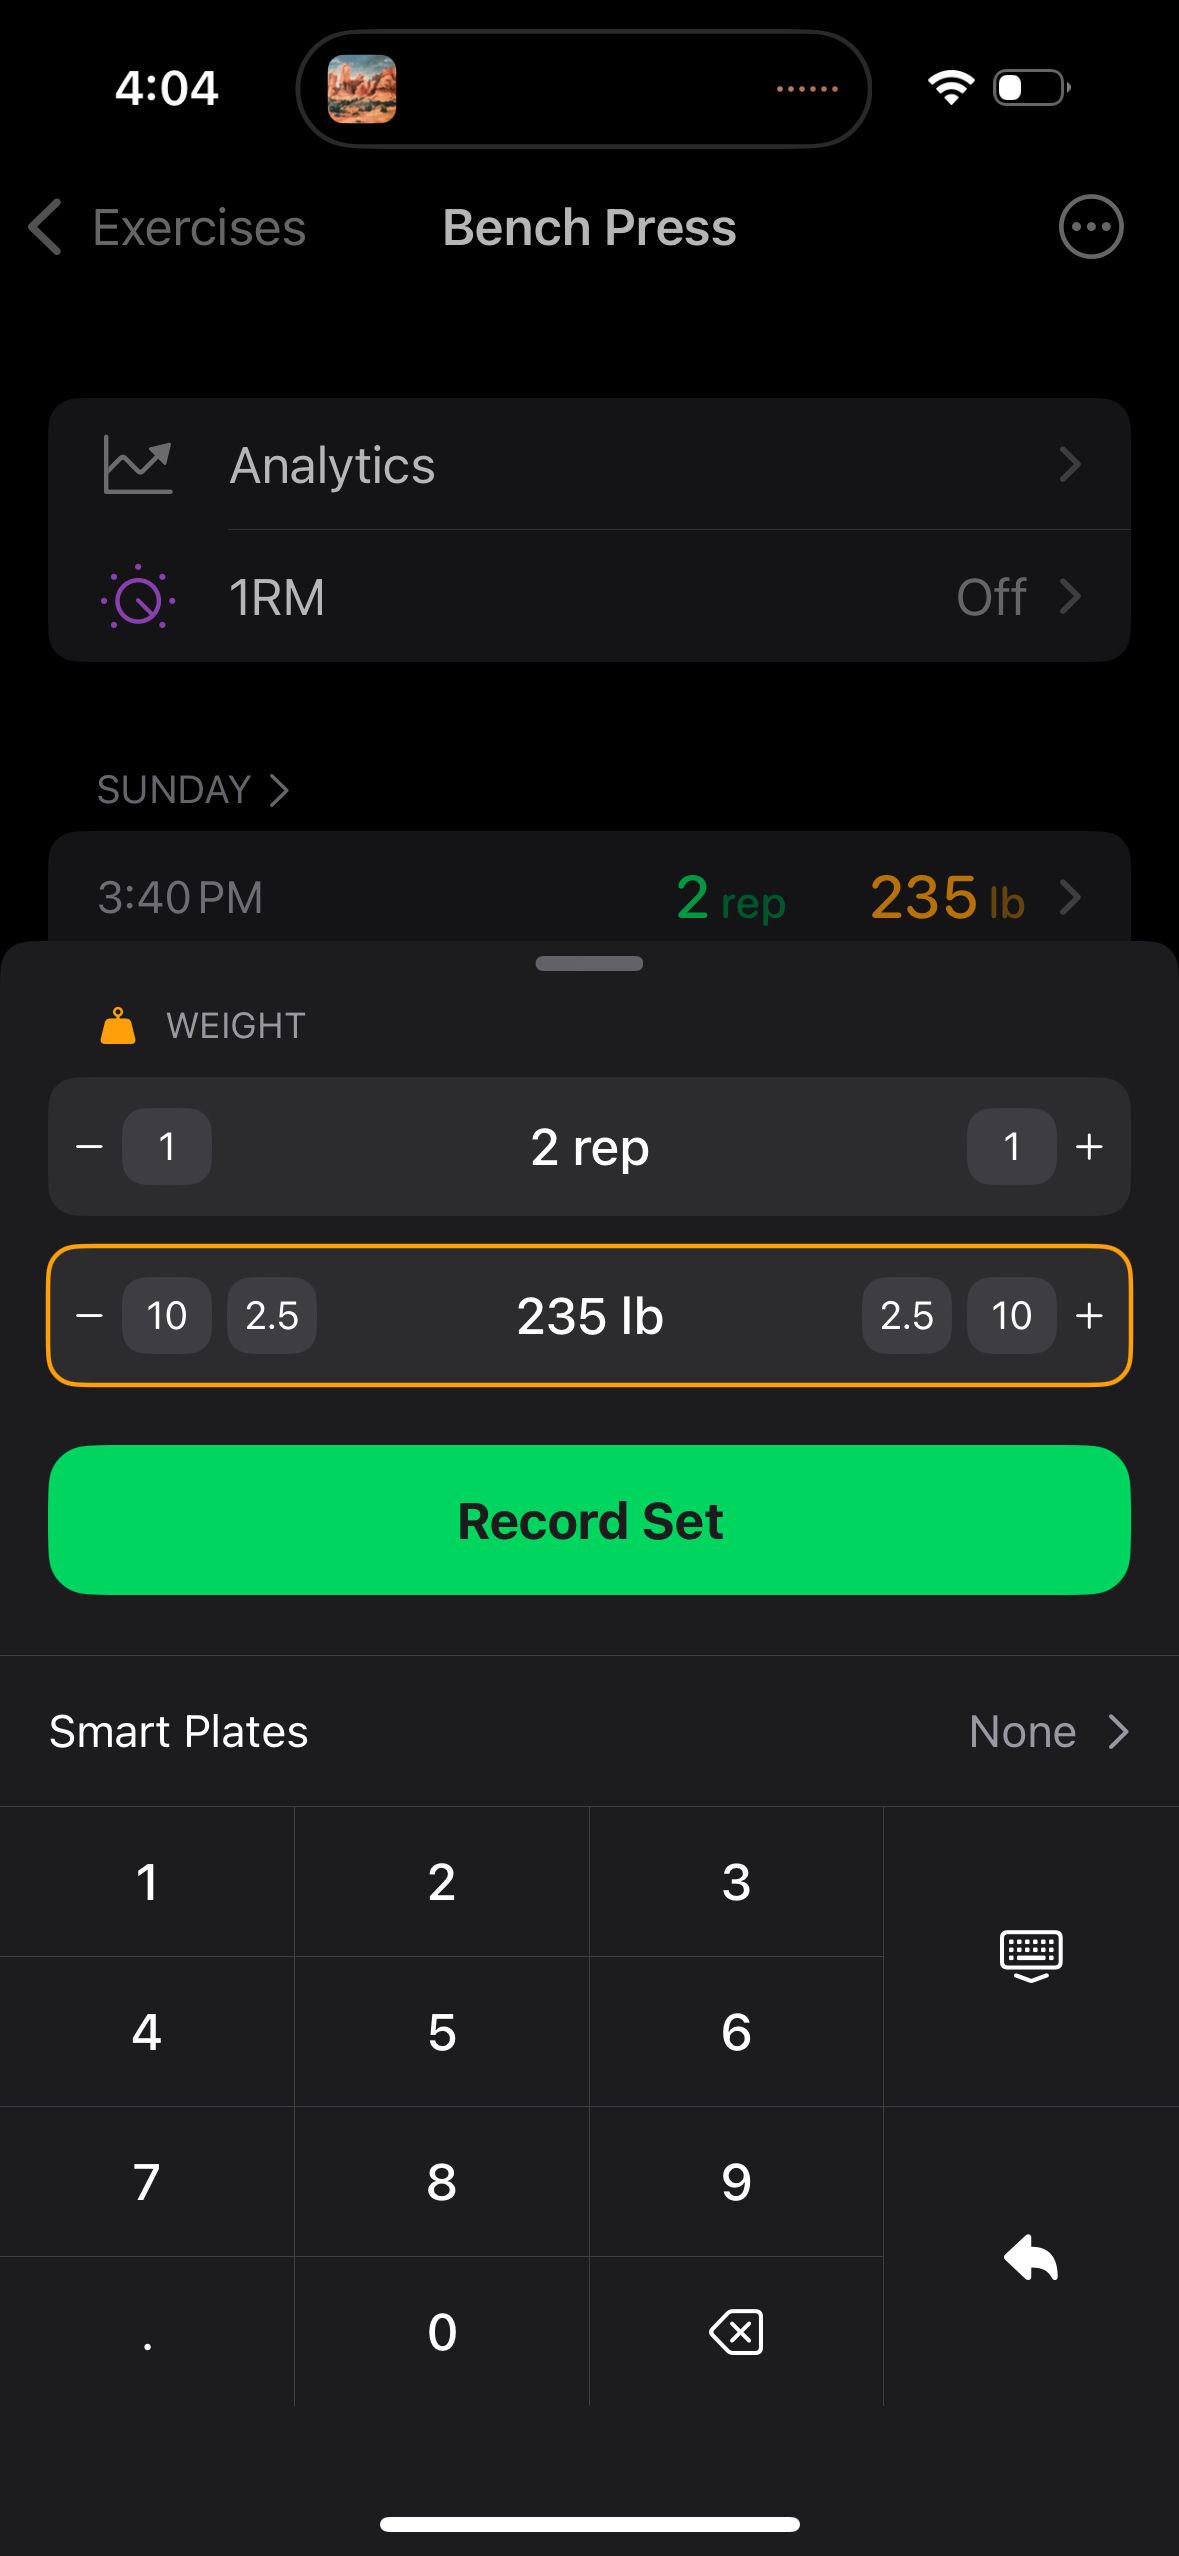 4:04
Exercises Bench Press
Analytics
1RM Off
SUNDAY
3:40 PM 2 rep 235 lb
WEIGHT
− 1 2 rep 1 +
− 10 2.5 235 lb 2.5 10 +
Record Set
Smart Plates None
1 2 3
4 5 6
7 8 9
. 0